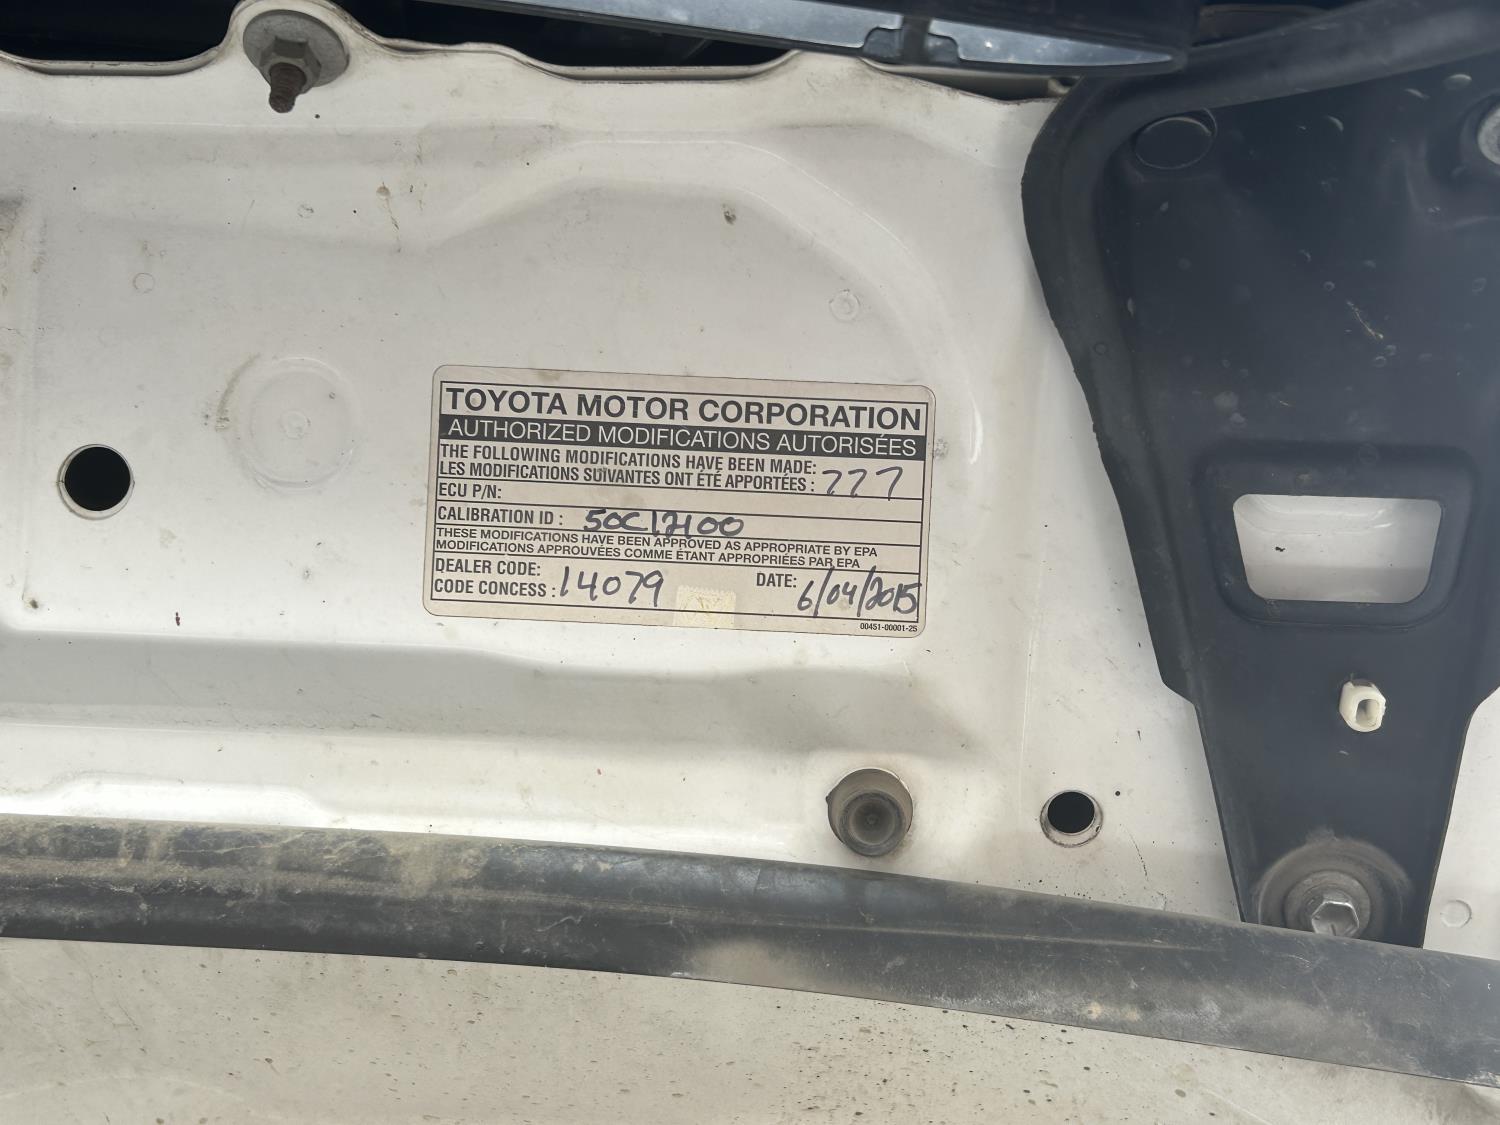 TOYOTA MOTOR CORPORATION
AUTHORIZED MODIFICATIONS AUTORISÉES
THE FOLLOWING MODIFICATIONS HAVE BEEN MADE:
LES MODIFICATIONS SUIVANTES ONT ÉTÉ APPORTÉES : 777
ECU P/N:
CALIBRATION ID : 50C17100
THESE MODIFICATIONS HAVE BEEN APPROVED AS APPROPRIATE BY EPA
MODIFICATIONS APPROUVÉES COMME ÉTANT APPROPRIÉES PAR EPA
DEALER CODE:
CODE CONCESS : 14079 DATE: 6/04/2015
00451-00001-25